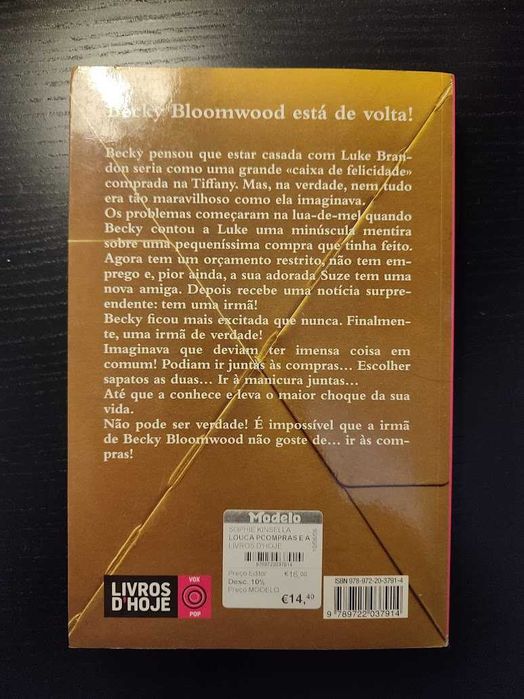 Becky Bloomwood está de volta!
Becky pensou que estar casada com Luke Bran-
don seria como uma grande «caixa de felicidade»
comprada na Tiffany. Mas, na verdade, nem tudo
era tão maravilhoso como ela imaginava.
Os problemas começaram na lua-de-mel quando
Becky contou a Luke uma minúscula mentira
sobre uma pequeníssima compra que tinha feito.
Agora tem um orçamento restrito, não tem em-
prego e, pior ainda, a sua adorada Suze tem uma
nova amiga. Depois recebe uma notícia surpre-
endente: tem uma irmã!
Becky ficou mais excitada que nunca. Finalmen-
te, uma irmã de verdade!
Imaginava que deviam ter imensa coisa em
comum! Podiam ir juntas às compras... Escolher
sapatos as duas... Ir à manicura juntas...
Até que a conhece e leva o maior choque da sua
vida.
Não pode ser verdade! É impossível que a irmã
de Becky Bloomwood não goste de... ir às com-
pras!
Modelo
SOPHIE KINSELLA
LOUCA PCOMPRAS E A
LIVROS D'HOJE
9789722037914
Preço Editor €16,00
Desc. 10%
Preço MODELO
€14,40
LIVROS
D'HOJE
VOX
POP
ISBN 978-972-20-3791-4
9 789722 037914